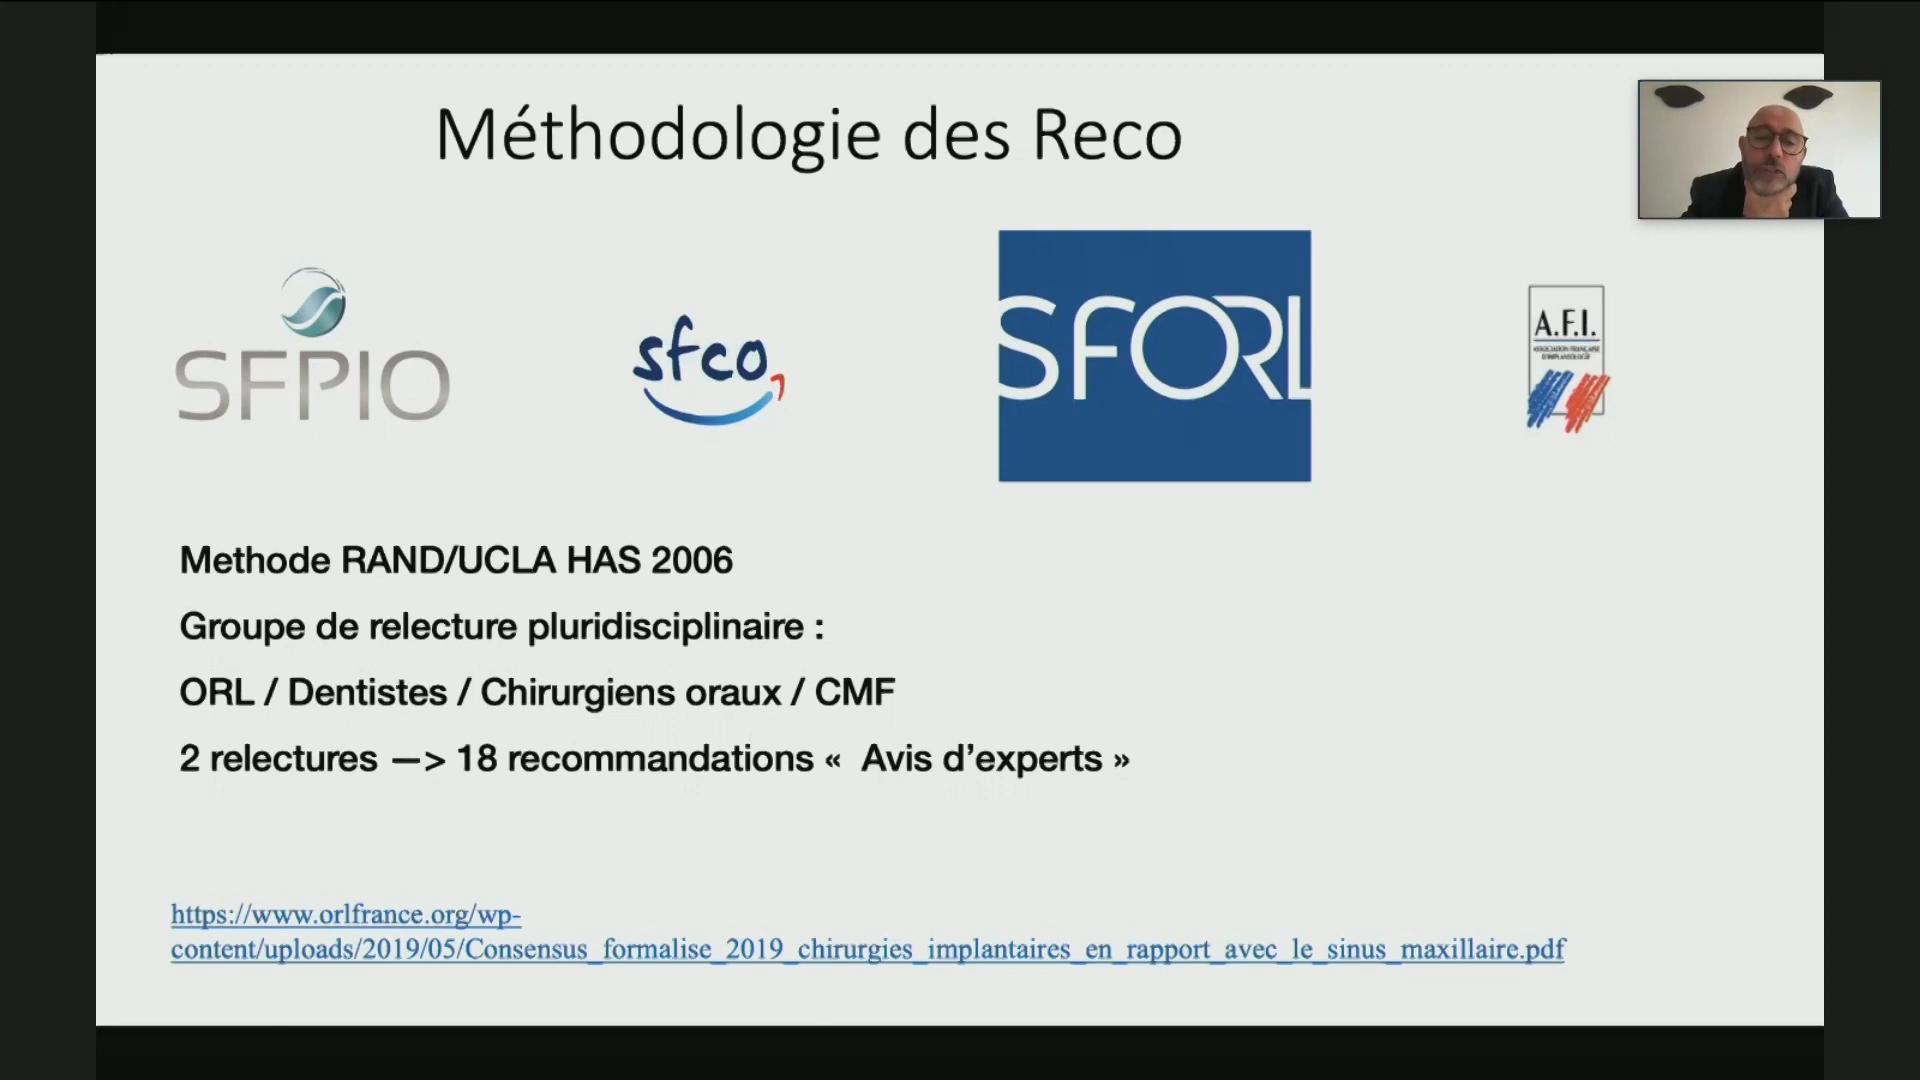 Méthodologie des Reco
SFPIO
sfco
SFORL
A.F.I.
ASSOCIATION FRANÇAISE
D'IMPLANTOLOGIE
Methode RAND/UCLA HAS 2006
Groupe de relecture pluridisciplinaire :
ORL / Dentistes / Chirurgiens oraux / CMF
2 relectures —> 18 recommandations «  Avis d’experts »
https://www.orlfrance.org/wp-
content/uploads/2019/05/Consensus_formalise_2019_chirurgies_implantaires_en_rapport_avec_le_sinus_maxillaire.pdf